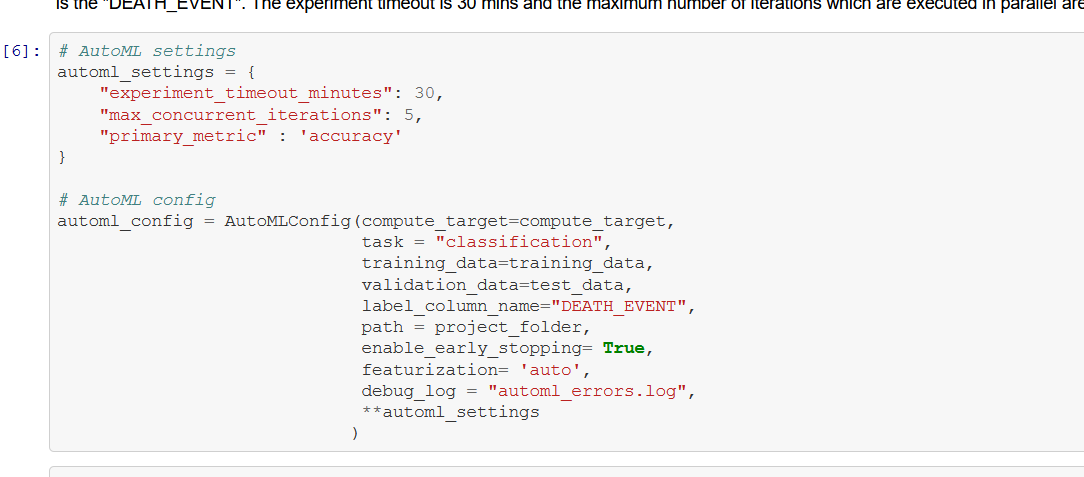 is the "DEATH_EVENT". The experiment timeout is 30 mins and the maximum number of iterations which are executed in parallel are
[6]: # AutoML settings
automl_settings = {
    "experiment_timeout_minutes": 30,
    "max_concurrent_iterations": 5,
    "primary_metric" : 'accuracy'
}
# AutoML config
automl_config = AutoMLConfig(compute_target=compute_target,
                             task = "classification",
                             training_data=training_data,
                             validation_data=test_data,
                             label_column_name="DEATH_EVENT",
                             path = project_folder,
                             enable_early_stopping= True,
                             featurization= 'auto',
                             debug_log = "automl_errors.log",
                             **automl_settings
                            )